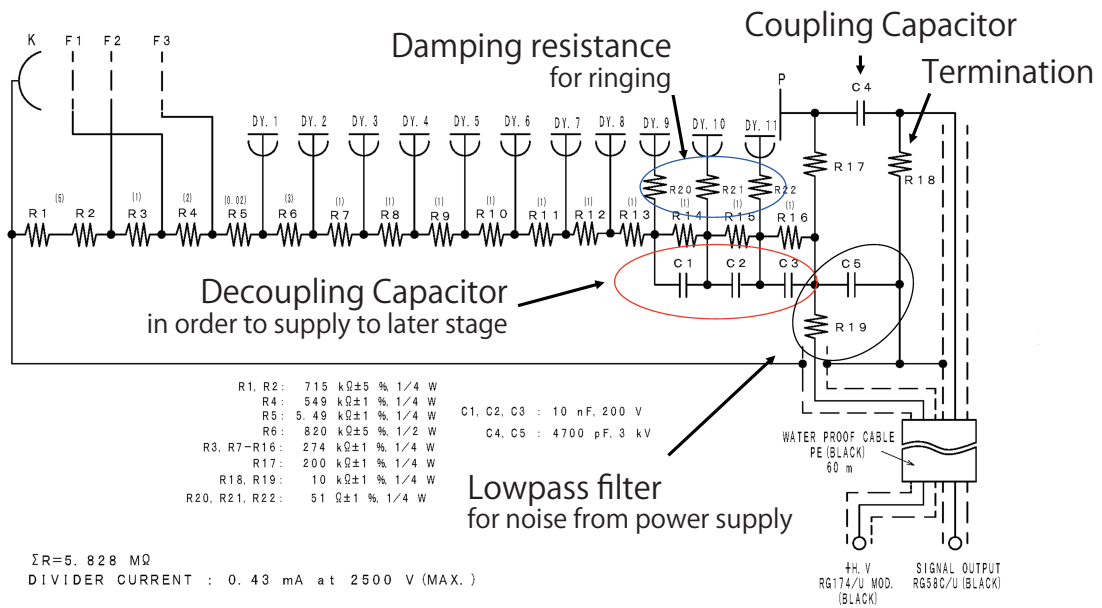 Coupling Capacitor
Damping resistance
for ringing
Termination
K F1 F2 F3
P
C4
DY.1 DY.2 DY.3 DY.4 DY.5 DY.6 DY.7 DY.8 DY.9 DY.10 DY.11
R17
R18
R20 R21 R22
(5) (1) (2) (0.02) (3) (1) (1) (1) (1) (1) (1) (1) (1) (1) (1)
R1 R2 R3 R4 R5 R6 R7 R8 R9 R10 R11 R12 R13 R14 R15 R16
C1 C2 C3 C5
Decoupling Capacitor
in order to supply to later stage
R19
R1, R2: 715 kΩ±5 %, 1/4 W
R4: 549 kΩ±1 %, 1/4 W
R5: 5.49 kΩ±1 %, 1/4 W
R6: 820 kΩ±5 %, 1/2 W
R3, R7-R16: 274 kΩ±1 %, 1/4 W
R17: 200 kΩ±1 %, 1/4 W
R18, R19: 10 kΩ±1 %, 1/4 W
R20, R21, R22: 51 Ω±1 %, 1/4 W
C1, C2, C3 : 10 nF, 200 V
C4, C5 : 4700 pF, 3 kV
WATER PROOF CABLE
PE (BLACK)
60 m
Lowpass filter
for noise from power supply
ΣR=5.828 MΩ
DIVIDER CURRENT : 0.43 mA at 2500 V (MAX.)
+H.V
RG174/U MOD.
(BLACK)
SIGNAL OUTPUT
RG58C/U (BLACK)